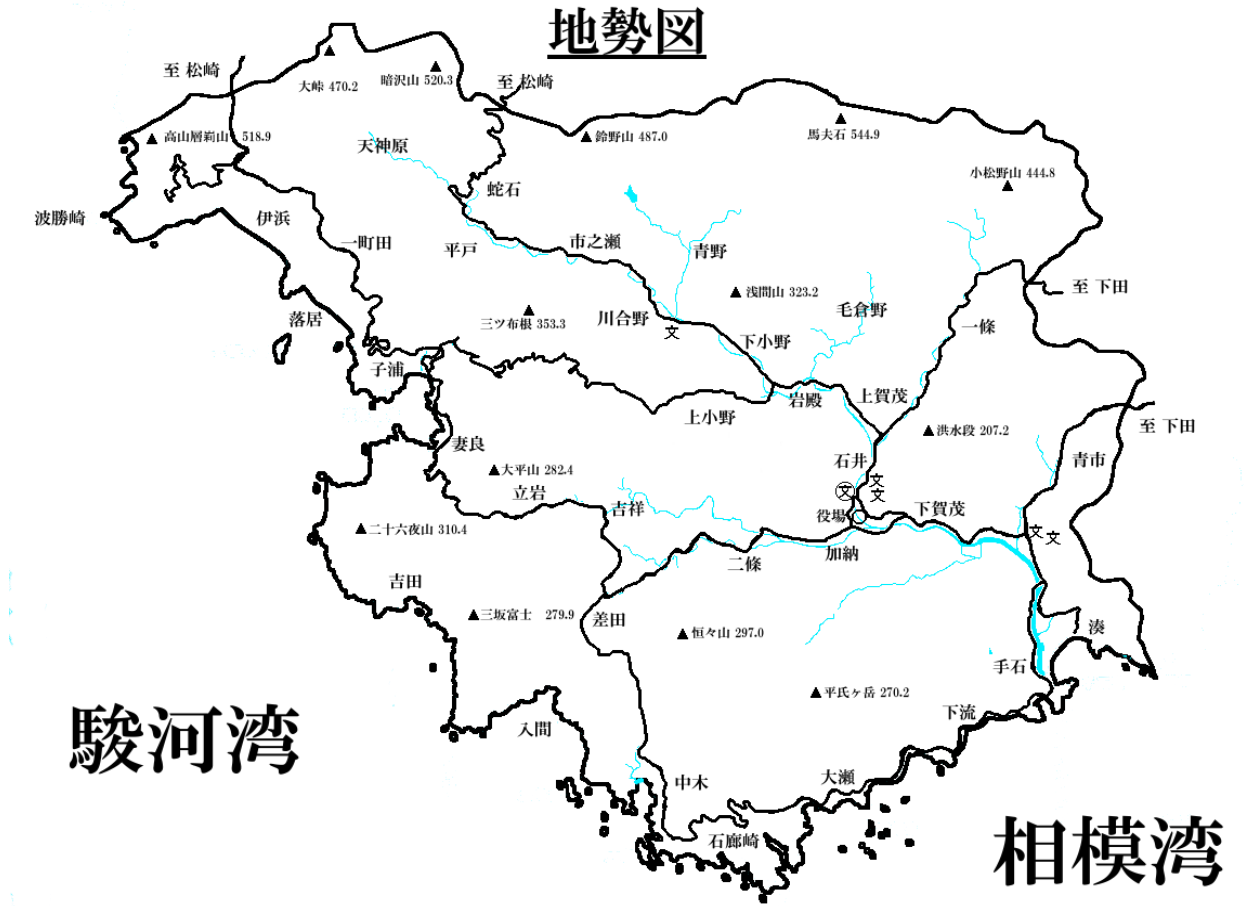 地勢図
至 松崎
大峠 470.2
暗沢山 520.3
至 松崎
高山層莿山 518.9
鈴野山 487.0
馬夫石 544.9
天神原
小松野山 444.8
蛇石
波勝崎
伊浜
一町田
平戸
市之瀬
青野
至 下田
浅間山 323.2
毛倉野
落居
三ツ布根 353.3
川合野
文
下小野
一條
子浦
上小野
岩殿
上賀茂
至 下田
洪水段 207.2
妻良
青市
大平山 282.4
石井
立岩
吉祥
文
文
文
役場
下賀茂
二十六夜山 310.4
文
文
二條
加納
吉田
三坂富士 279.9
差田
恒々山 297.0
湊
手石
平氏ヶ岳 270.2
下流
駿河湾
入間
中木
大瀬
石廊崎
相模湾